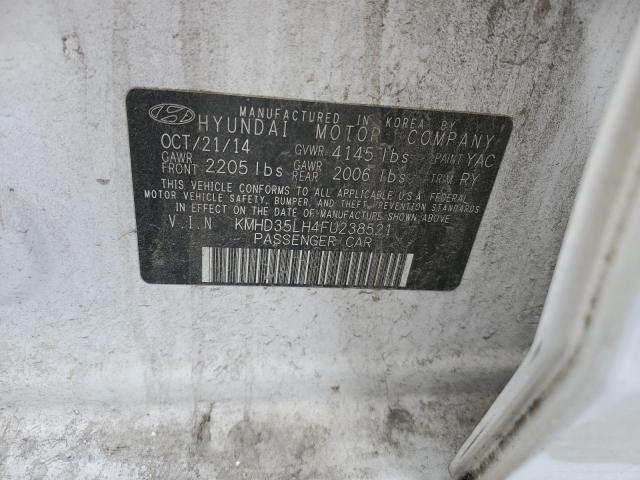 MANUFACTURED IN KOREA BY
HYUNDAI MOTOR COMPANY
OCT/21/14 GVWR 4145 lbs PAINT YAC
GAWR FRONT 2205 lbs GAWR REAR 2006 lbs TRIM RY
THIS VEHICLE CONFORMS TO ALL APPLICABLE U.S.A. FEDERAL
MOTOR VEHICLE SAFETY, BUMPER, AND THEFT PREVENTION STANDARDS
IN EFFECT ON THE DATE OF MANUFACTURE SHOWN ABOVE.
V.I.N KMHD35LH4FU238521
PASSENGER CAR